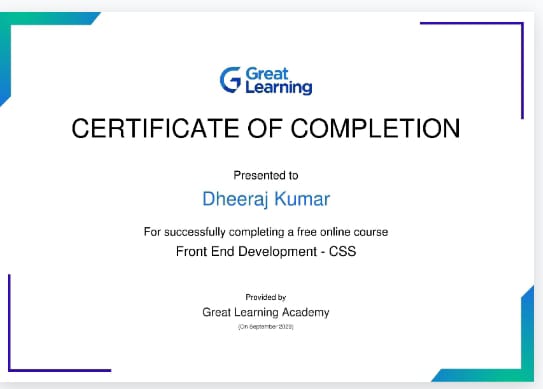 Great
Learning
CERTIFICATE OF COMPLETION
Presented to
Dheeraj Kumar
For successfully completing a free online course
Front End Development - CSS
Provided by
Great Learning Academy
(On September